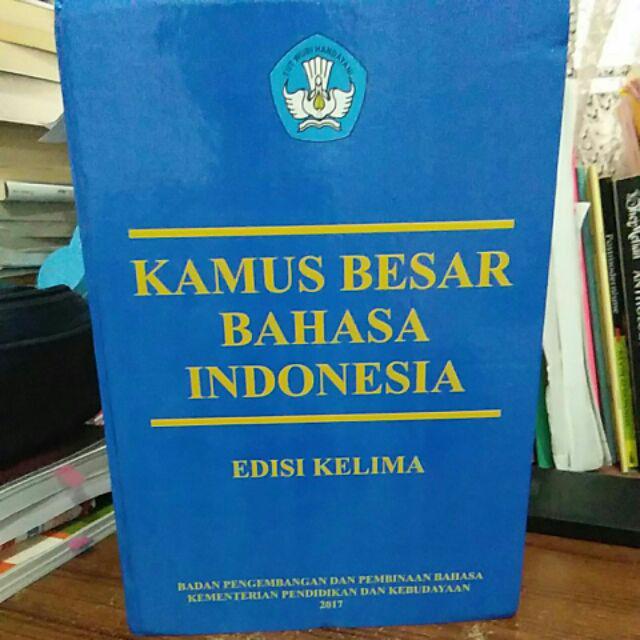 TUT WURI HANDAYANI
KAMUS BESAR
BAHASA
INDONESIA
EDISI KELIMA
BADAN PENGEMBANGAN DAN PEMBINAAN BAHASA
KEMENTERIAN PENDIDIKAN DAN KEBUDAYAAN
2017